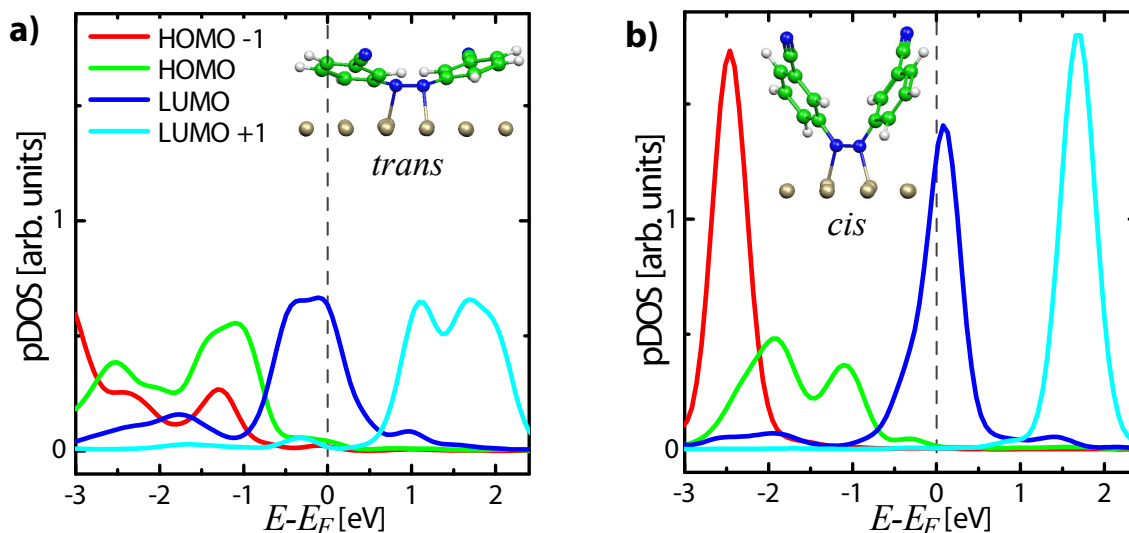 a)
HOMO -1
HOMO
LUMO
LUMO +1
trans
pDOS [arb. units]
1
0
-3 -2 -1 0 1 2
E-E_F [eV]
b)
cis
pDOS [arb. units]
1
0
-3 -2 -1 0 1 2
E-E_F [eV]